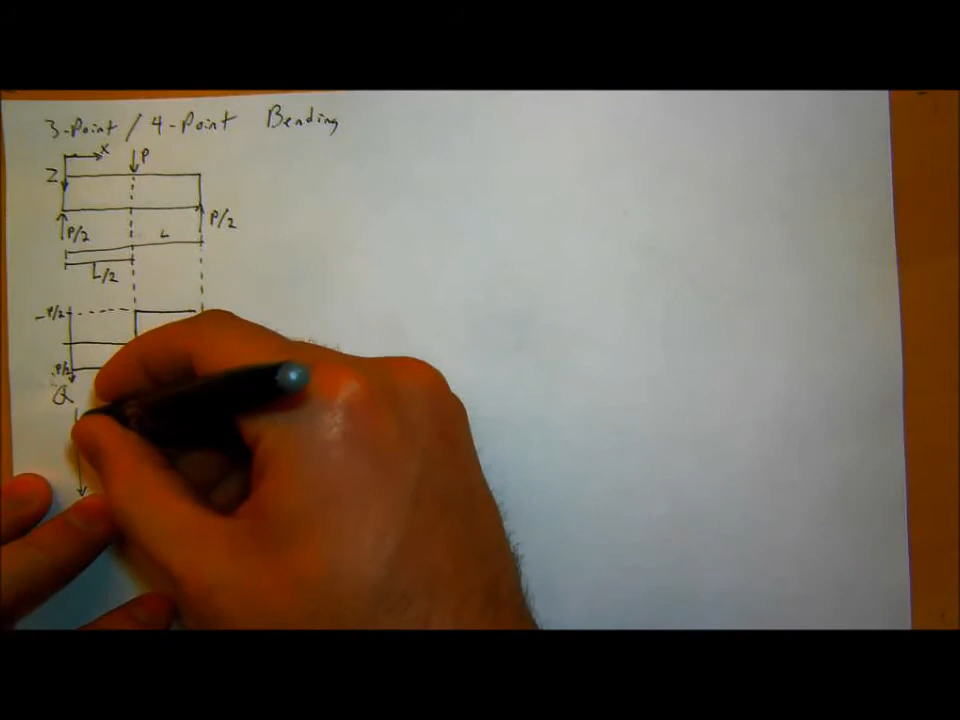 3-Point / 4-Point Bending
x
P
Z
P/2 P/2
L
L/2
-P/2
P/2
Q